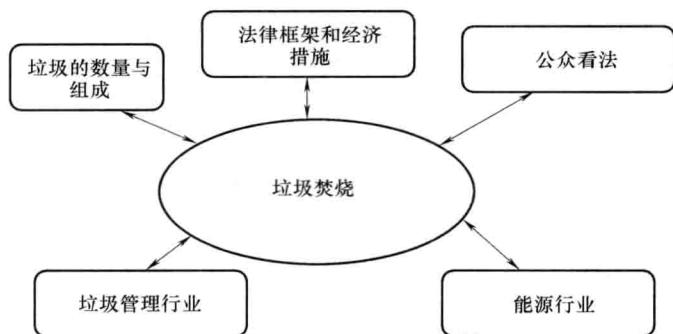 法律框架和经济
措施
垃圾的数量与
组成
公众看法
垃圾焚烧
垃圾管理行业
能源行业